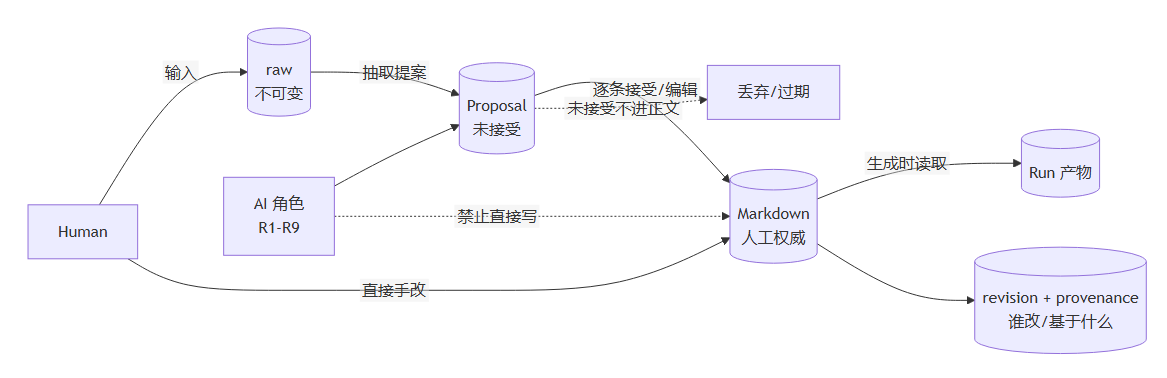 输入
raw
不可变
抽取提案
Proposal
未接受
逐条接受/编辑
未接受不进正文
丢弃/过期
AI 角色
R1-R9
Human
禁止直接写
直接手改
Markdown
人工权威
生成时读取
Run 产物
revision + provenance
谁改/基于什么